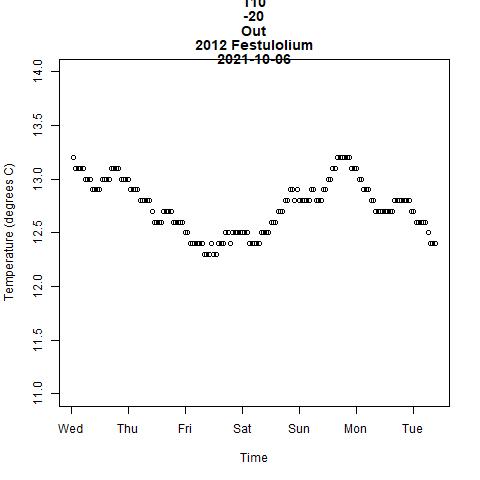 110
-20
Out
2012 Festulolium
2021-10-06
14.0
13.5
13.0
12.5
12.0
11.5
11.0
Temperature (degrees C)
Wed Thu Fri Sat Sun Mon Tue
Time